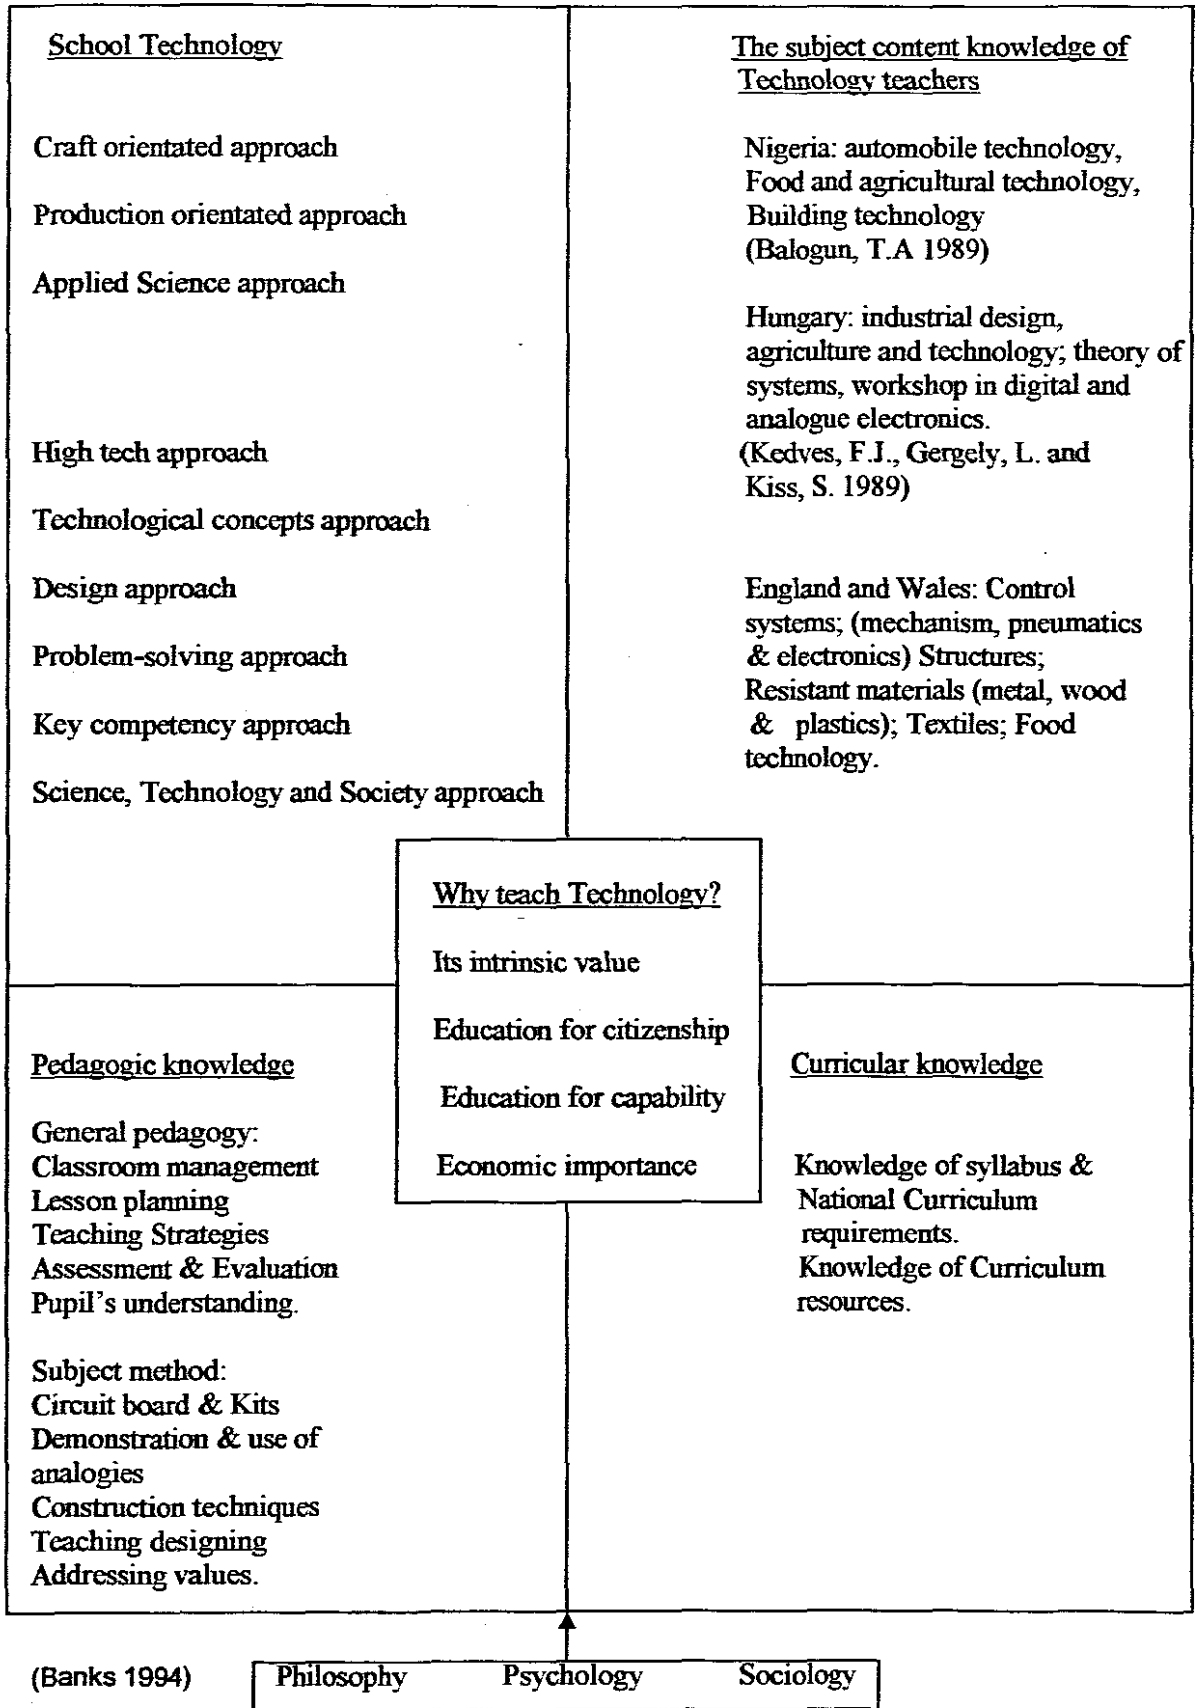 School Technology
Craft orientated approach
Production orientated approach
Applied Science approach
High tech approach
Technological concepts approach
Design approach
Problem-solving approach
Key competency approach
Science, Technology and Society approach
The subject content knowledge of
Technology teachers
Nigeria: automobile technology,
Food and agricultural technology,
Building technology
(Balogun, T.A 1989)
Hungary: industrial design,
agriculture and technology; theory of
systems, workshop in digital and
analogue electronics.
(Kedves, F.J., Gergely, L. and
Kiss, S. 1989)
England and Wales: Control
systems; (mechanism, pneumatics
& electronics) Structures;
Resistant materials (metal, wood
& plastics); Textiles; Food
technology.
Why teach Technology?
Its intrinsic value
Education for citizenship
Education for capability
Economic importance
Pedagogic knowledge
General pedagogy:
Classroom management
Lesson planning
Teaching Strategies
Assessment & Evaluation
Pupil's understanding.
Subject method:
Circuit board & Kits
Demonstration & use of
analogies
Construction techniques
Teaching designing
Addressing values.
Curricular knowledge
Knowledge of syllabus &
National Curriculum
requirements.
Knowledge of Curriculum
resources.
(Banks 1994)
Philosophy Psychology Sociology